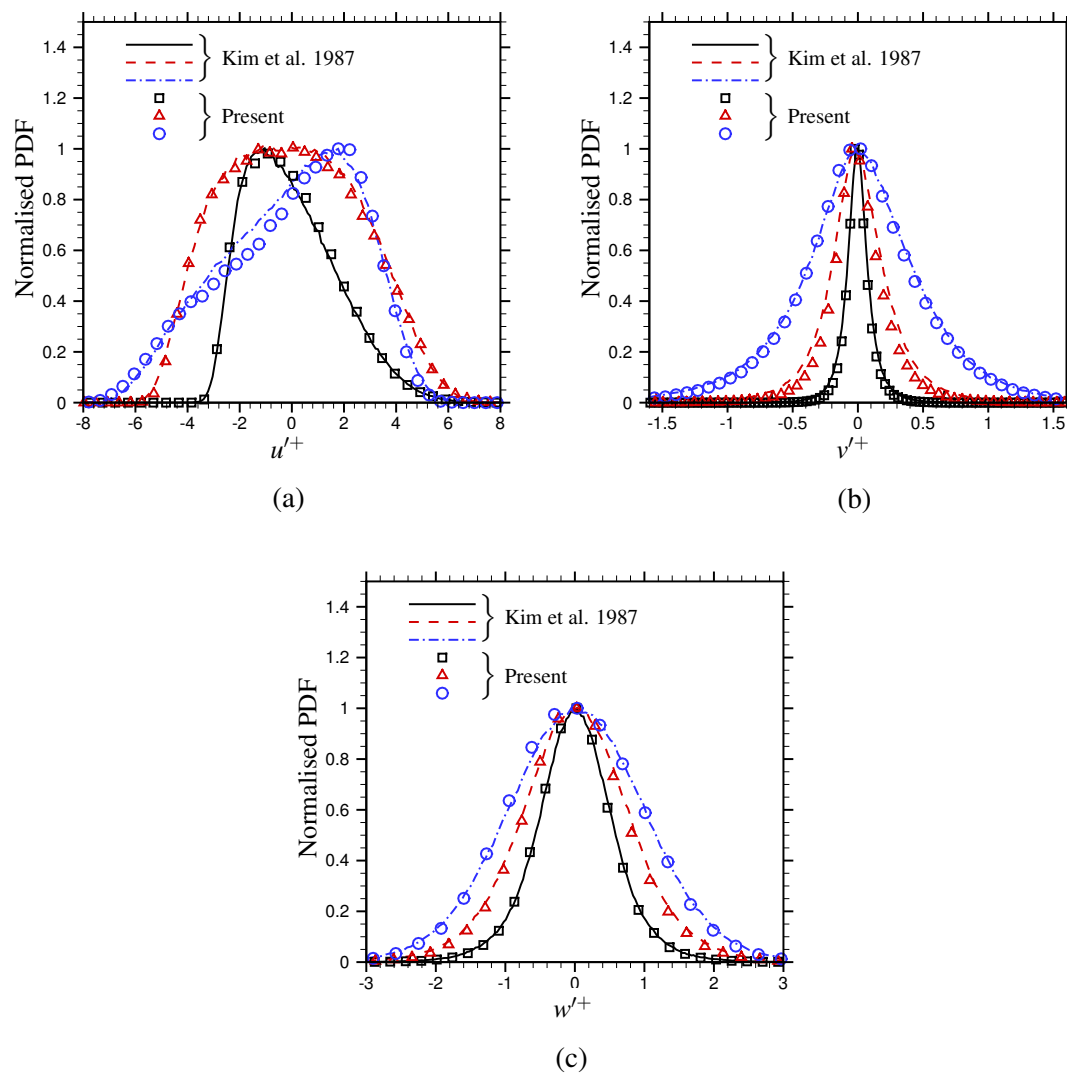 Normalised PDF
1.4
1.2
1
0.8
0.6
0.4
0.2
0
Kim et al. 1987
Present
-8 -6 -4 -2 0 2 4 6 8
u′+
(a)
Normalised PDF
1.4
1.2
1
0.8
0.6
0.4
0.2
0
Kim et al. 1987
Present
-1.5 -1 -0.5 0 0.5 1 1.5
v′+
(b)
Normalised PDF
1.4
1.2
1
0.8
0.6
0.4
0.2
0
Kim et al. 1987
Present
-3 -2 -1 0 1 2 3
w′+
(c)